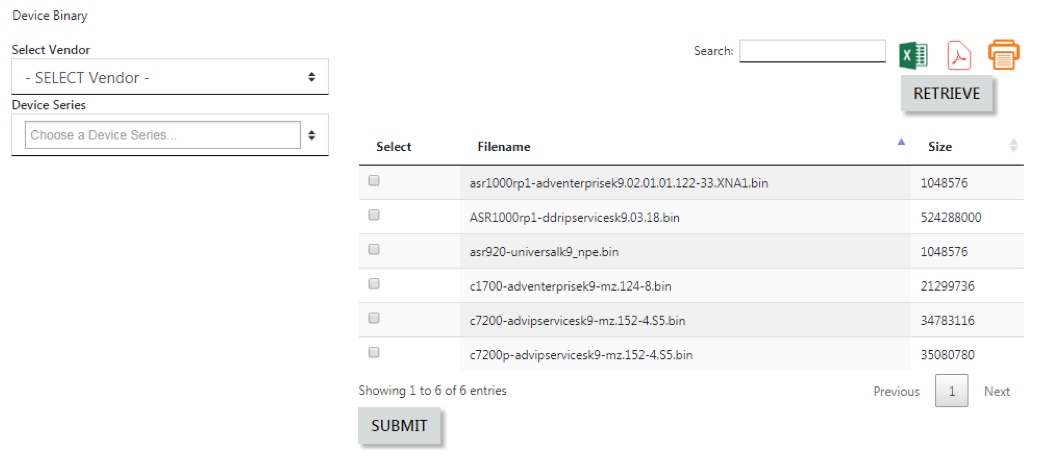 Device Binary
Select Vendor
- SELECT Vendor -
Device Series
Choose a Device Series...
Search:
RETRIEVE
Select Filename Size
asr1000rp1-adventerprisek9.02.01.01.122-33.XNA1.bin 1048576
ASR1000rp1-ddripservicesk9.03.18.bin 524288000
asr920-universalk9_npe.bin 1048576
c1700-adventerprisek9-mz.124-8.bin 21299736
c7200-advipservicesk9-mz.152-4.S5.bin 34783116
c7200p-advipservicesk9-mz.152-4.S5.bin 35080780
Showing 1 to 6 of 6 entries
Previous 1 Next
SUBMIT